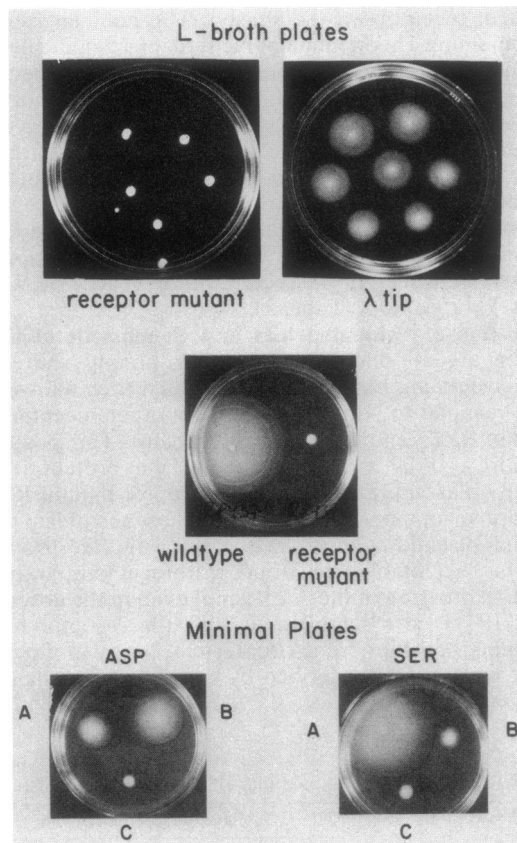 L-broth plates
receptor mutant
λ tip
wildtype receptor
mutant
Minimal Plates
ASP SER
A B A B
C C